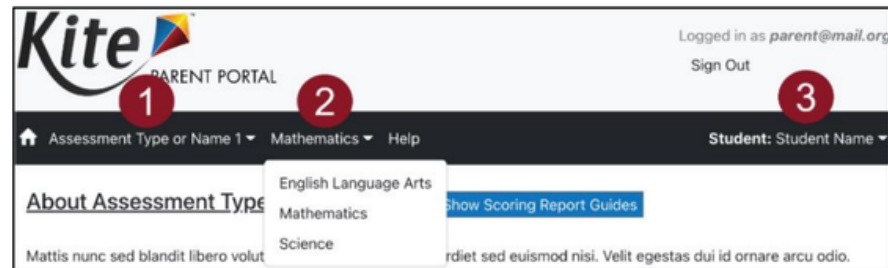 Kite
PARENT PORTAL
Logged in as parent@mail.org
Sign Out
1
2
3
Assessment Type or Name 1 Mathematics Help Student: Student Name
English Language Arts
Mathematics
Science
About Assessment Type Show Scoring Report Guides
Mattis nunc sed blandit libero volut rdiet sed euismod nisi. Velit egestas dui id ornare arcu odio.